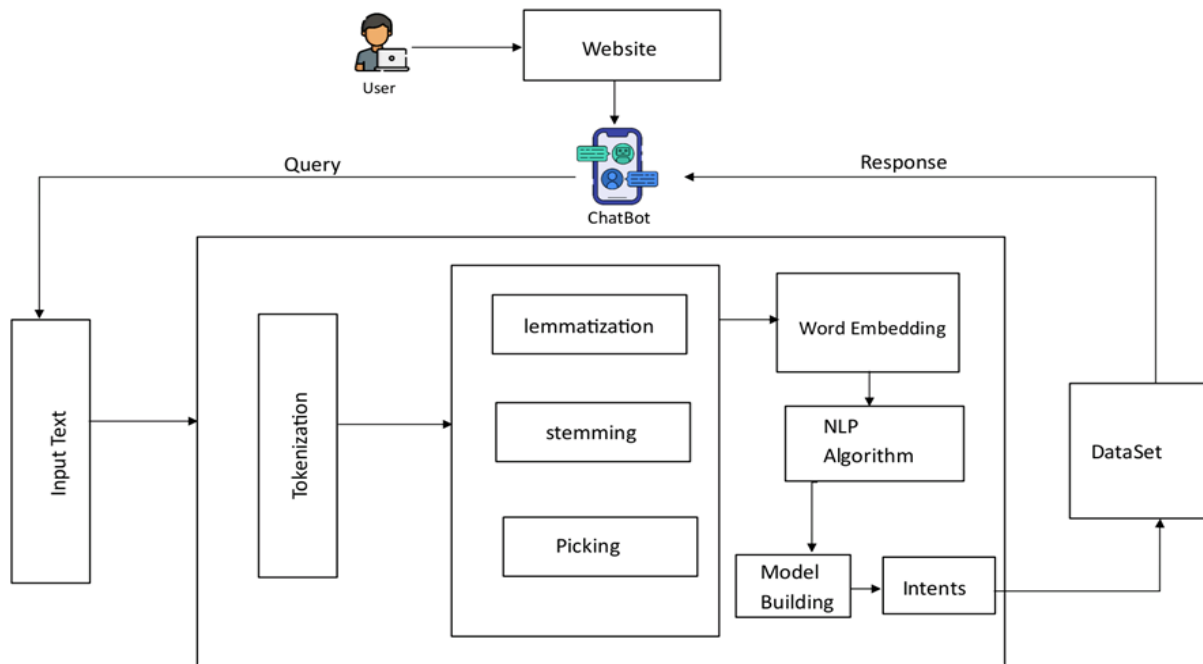 Website
User
Query
Response
ChatBot
Input Text
Tokenization
lemmatization
stemming
Picking
Word Embedding
NLP
Algorithm
Model
Building
Intents
DataSet